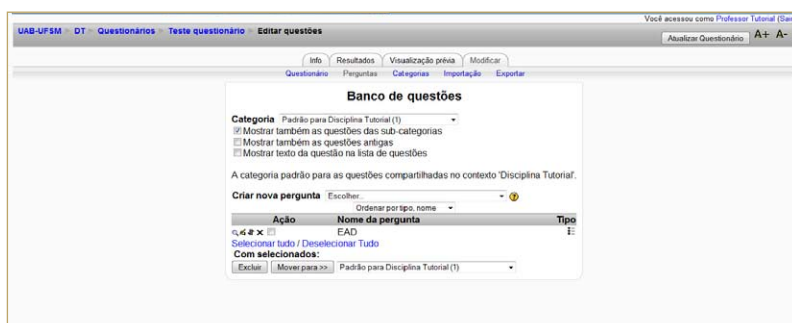 Você acessou como Professor Tutorial (Sair
UAB-UFSM ► DT ► Questionários ► Teste questionário ► Editar questões
Atualizar Questionário A+ A-
Info Resultados Visualização prévia Modificar
Questionário Perguntas Categorias Importação Exportar
Banco de questões
Categoria Padrão para Disciplina Tutorial (1)
Mostrar também as questões das sub-categorias
Mostrar também as questões antigas
Mostrar texto da questão na lista de questões
A categoria padrão para as questões compartilhadas no contexto 'Disciplina Tutorial'.
Criar nova pergunta Escolher...
Ordenar por tipo, nome
Ação Nome da pergunta Tipo
EAD
Selecionar tudo / Deselecionar Tudo
Com selecionados:
Excluir Mover para >> Padrão para Disciplina Tutorial (1)